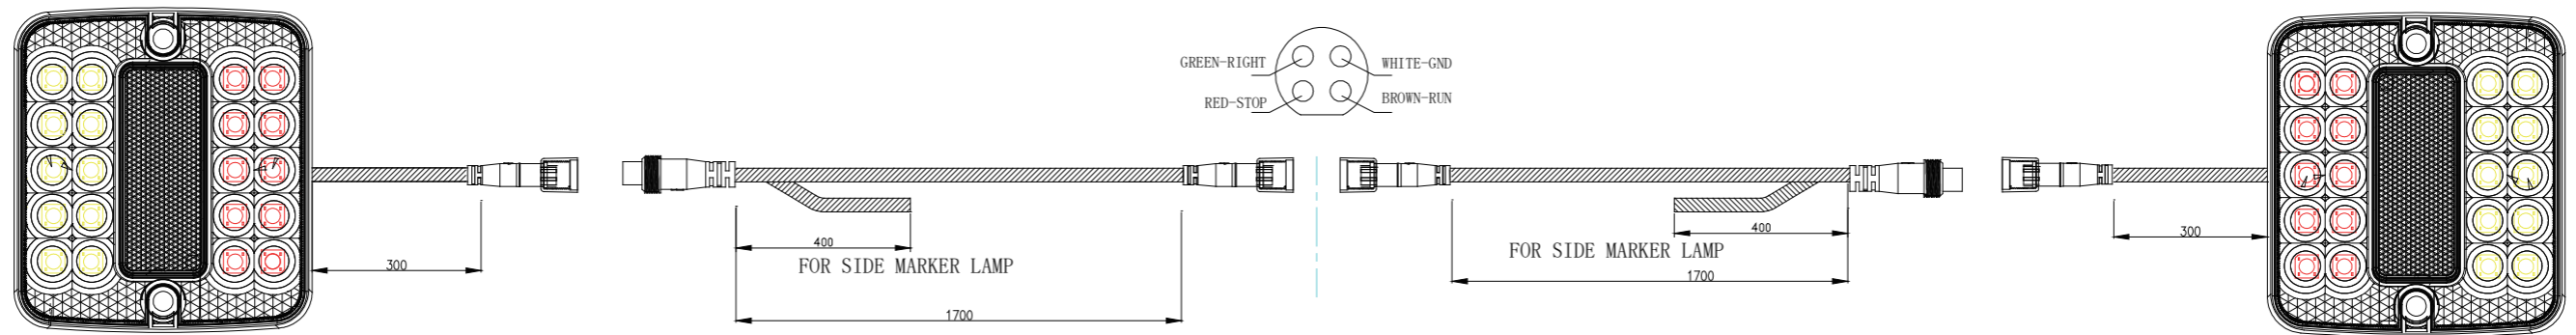 GREEN-RIGHT
WHITE-GND
RED-STOP
BROWN-RUN
400
400
300
300
FOR SIDE MARKER LAMP
FOR SIDE MARKER LAMP
1700
1700